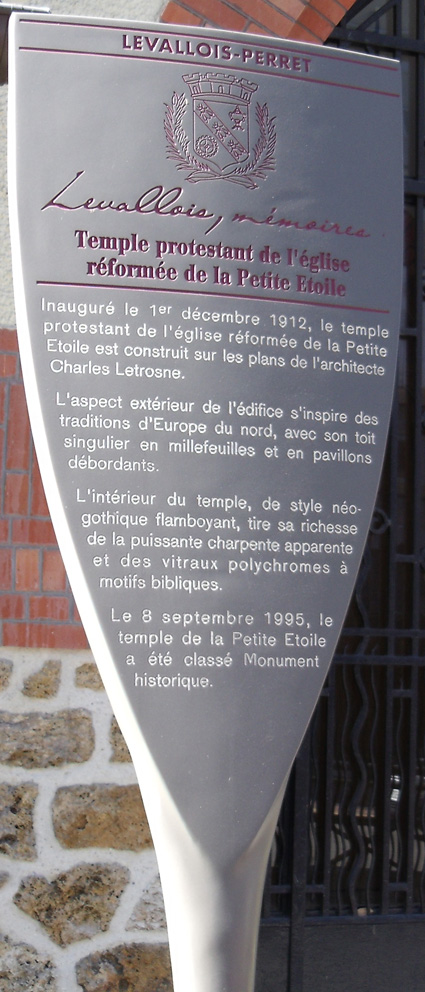 LEVALLOIS-PERRET
Levallois, mémoires
Temple protestant de l'église
réformée de la Petite Etoile
Inauguré le 1er décembre 1912, le temple
protestant de l'église réformée de la Petite
Etoile est construit sur les plans de l'architecte
Charles Letrosne.
L'aspect extérieur de l'édifice s'inspire des
traditions d'Europe du nord, avec son toit
singulier en millefeuilles et en pavillons
débordants.
L'intérieur du temple, de style néo-
gothique flamboyant, tire sa richesse
de la puissante charpente apparente
et des vitraux polychromes à
motifs bibliques.
Le 8 septembre 1995, le
temple de la Petite Etoile
a été classé Monument
historique.